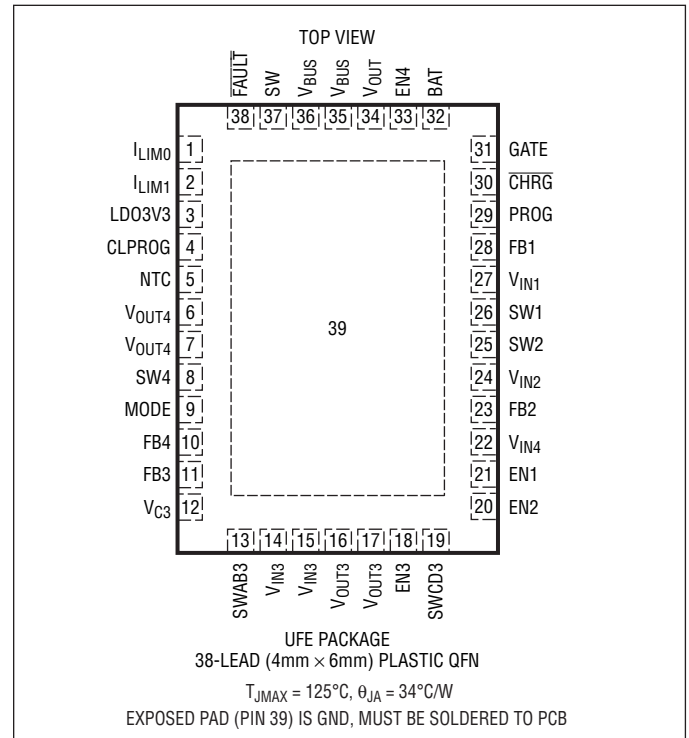 TOP VIEW
FAULT
SW
VBUS
VBUS
VOUT
EN4
BAT
38 37 36 35 34 33 32
ILIM0 1
ILIM1 2
LDO3V3 3
CLPROG 4
NTC 5
VOUT4 6
VOUT4 7
SW4 8
MODE 9
FB4 10
FB3 11
VC3 12
39
31 GATE
30 CHRG
29 PROG
28 FB1
27 VIN1
26 SW1
25 SW2
24 VIN2
23 FB2
22 VIN4
21 EN1
20 EN2
13 14 15 16 17 18 19
SWAB3
VIN3
VIN3
VOUT3
VOUT3
EN3
SWCD3
UFE PACKAGE
38-LEAD (4mm × 6mm) PLASTIC QFN
TJMAX = 125°C, θJA = 34°C/W
EXPOSED PAD (PIN 39) IS GND, MUST BE SOLDERED TO PCB